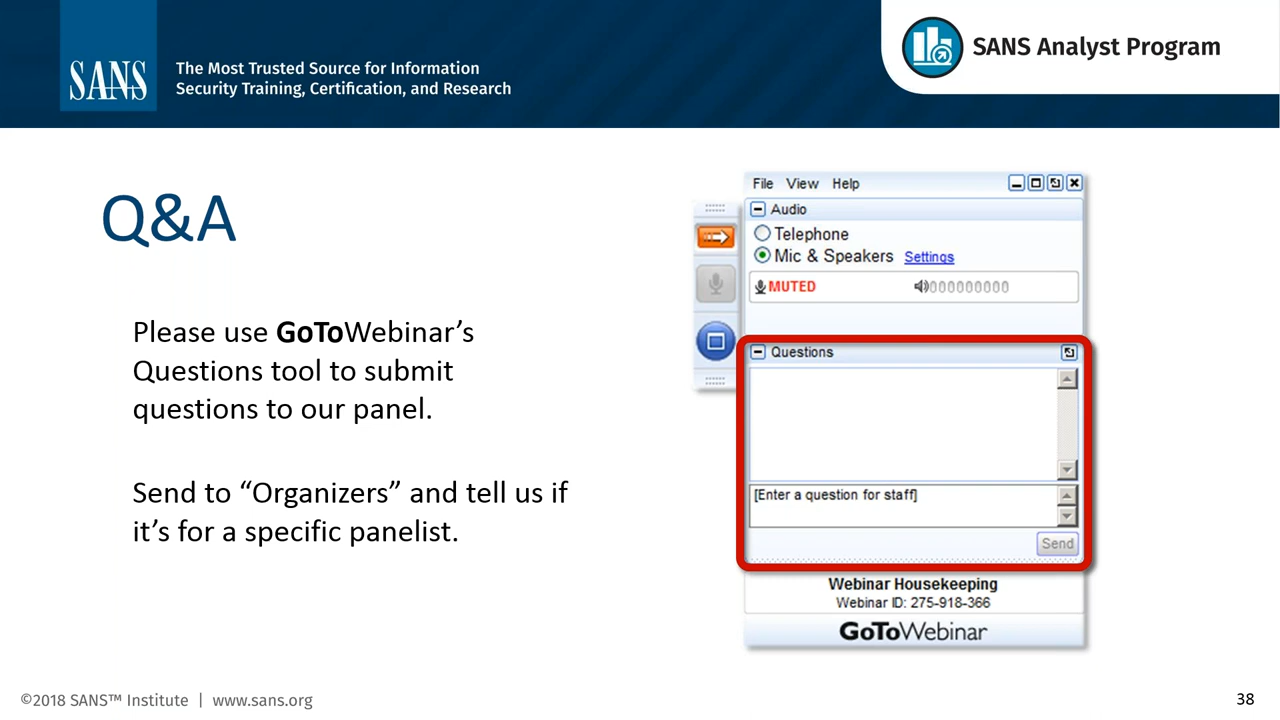 SANS
The Most Trusted Source for Information
Security Training, Certification, and Research
SANS Analyst Program
Q&A
Please use GoToWebinar’s
Questions tool to submit
questions to our panel.
Send to “Organizers” and tell us if
it’s for a specific panelist.
File View Help
Audio
Telephone
Mic & Speakers Settings
MUTED 000000000
Questions
[Enter a question for staff]
Send
Webinar Housekeeping
Webinar ID: 275-918-366
GoToWebinar
©2018 SANS™ Institute | www.sans.org
38